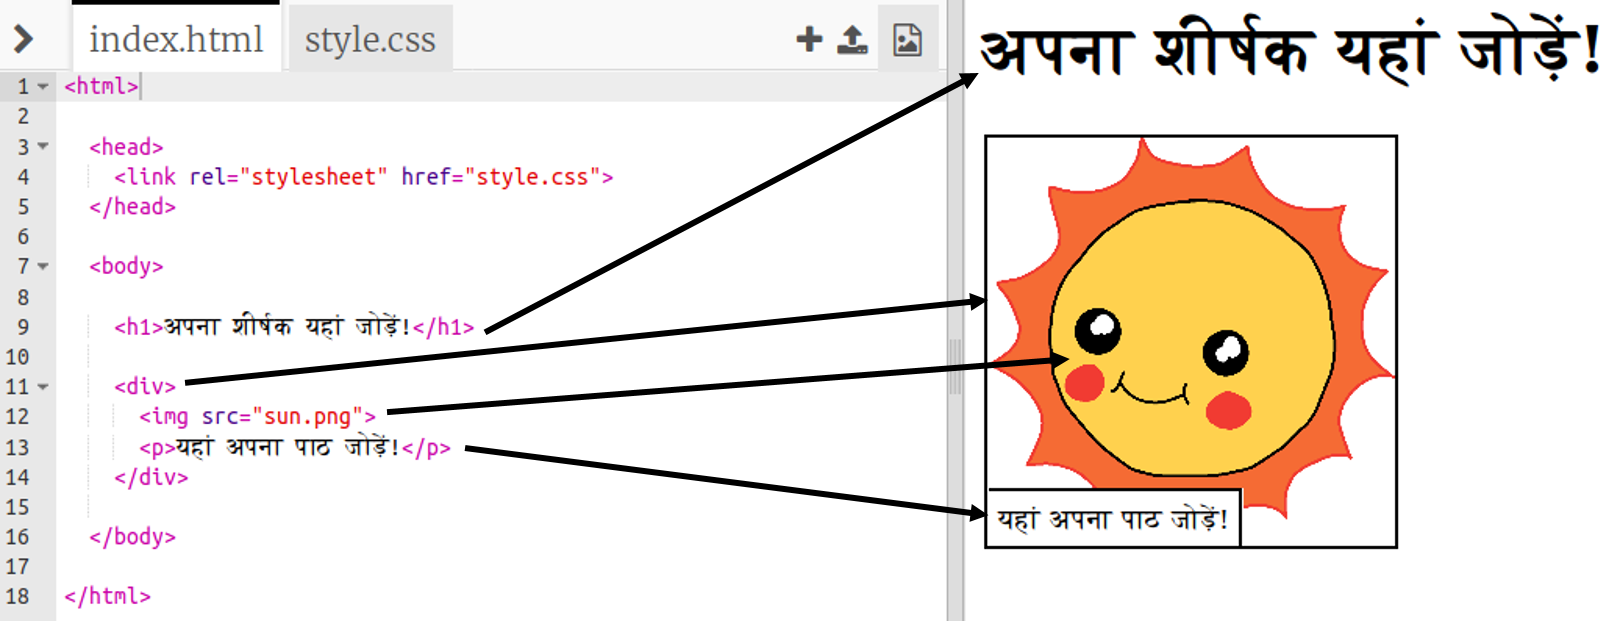 index.html style.css
1 <html>
2
3 <head>
4 <link rel="stylesheet" href="style.css">
5 </head>
6
7 <body>
8
9 <h1>अपना शीर्षक यहां जोड़ें!</h1>
10
11 <div>
12 <img src="sun.png">
13 <p>यहां अपना पाठ जोड़ें!</p>
14 </div>
15
16 </body>
17
18 </html>
अपना शीर्षक यहां जोड़ें!
यहां अपना पाठ जोड़ें!